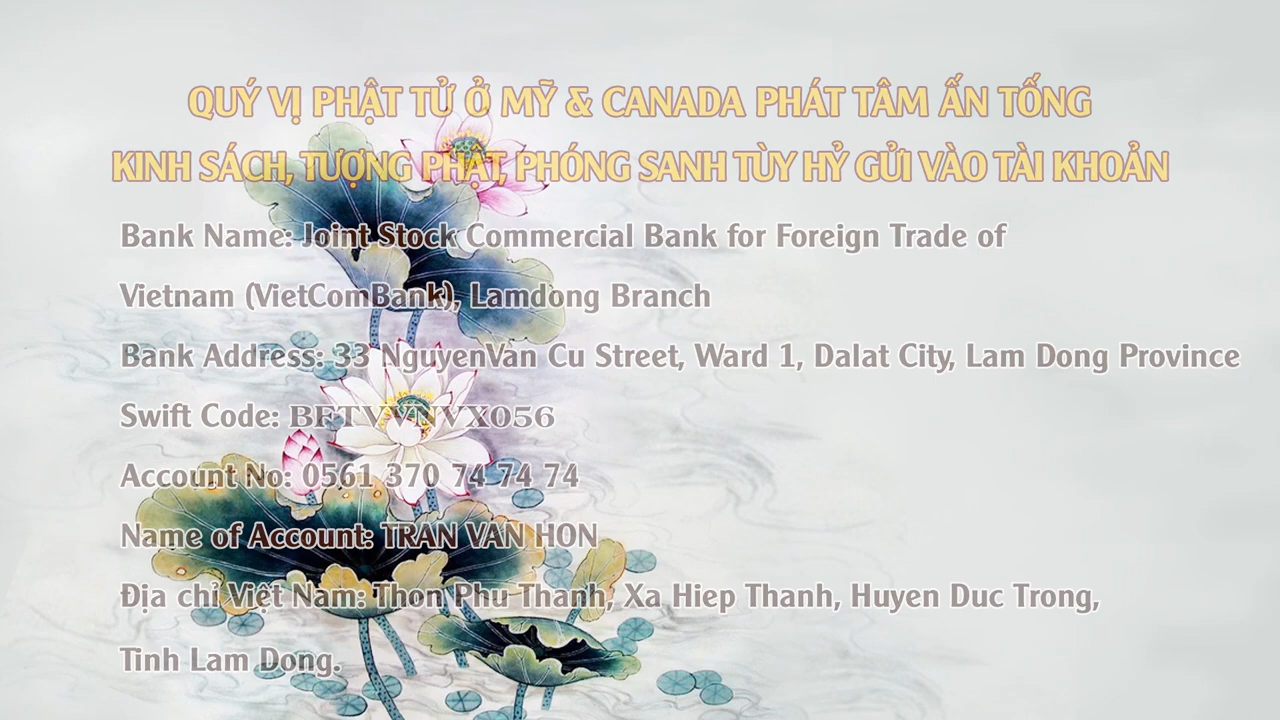 QUÝ VỊ PHẬT TỬ Ở MỸ & CANADA PHÁT TÂM ẤN TỐNG
KINH SÁCH, TƯỢNG PHẬT, PHÓNG SANH TÙY HỶ GỬI VÀO TÀI KHOẢN
Bank Name: Joint Stock Commercial Bank for Foreign Trade of
Vietnam (VietComBank), Lamdong Branch
Bank Address: 33 NguyenVan Cu Street, Ward 1, Dalat City, Lam Dong Province
Swift Code: BFTVVNVX056
Account No: 0561 370 74 74 74
Name of Account: TRAN VAN HON
Địa chỉ Việt Nam: Thon Phu Thanh, Xa Hiep Thanh, Huyen Duc Trong,
Tinh Lam Dong.